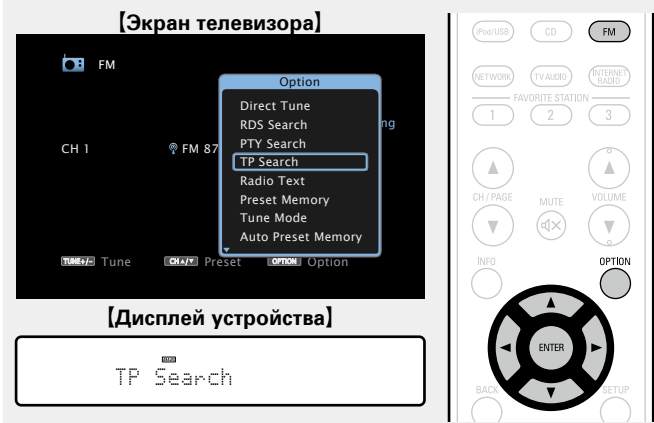 【Экран телевизора】
FM
Option
Direct Tune
RDS Search
PTY Search
TP Search
Radio Text
Preset Memory
Tune Mode
Auto Preset Memory
ng
CH 1
FM 87
TUNE+/- Tune
CH▲/▼ Preset
OPTION Option
【Дисплей устройства】
TP Search
iPod/USB
CD
FM
NETWORK
TV AUDIO
INTERNET RADIO
FAVORITE STATION
1
2
3
CH / PAGE
MUTE
VOLUME
INFO
OPTION
ENTER
BACK
SETUP